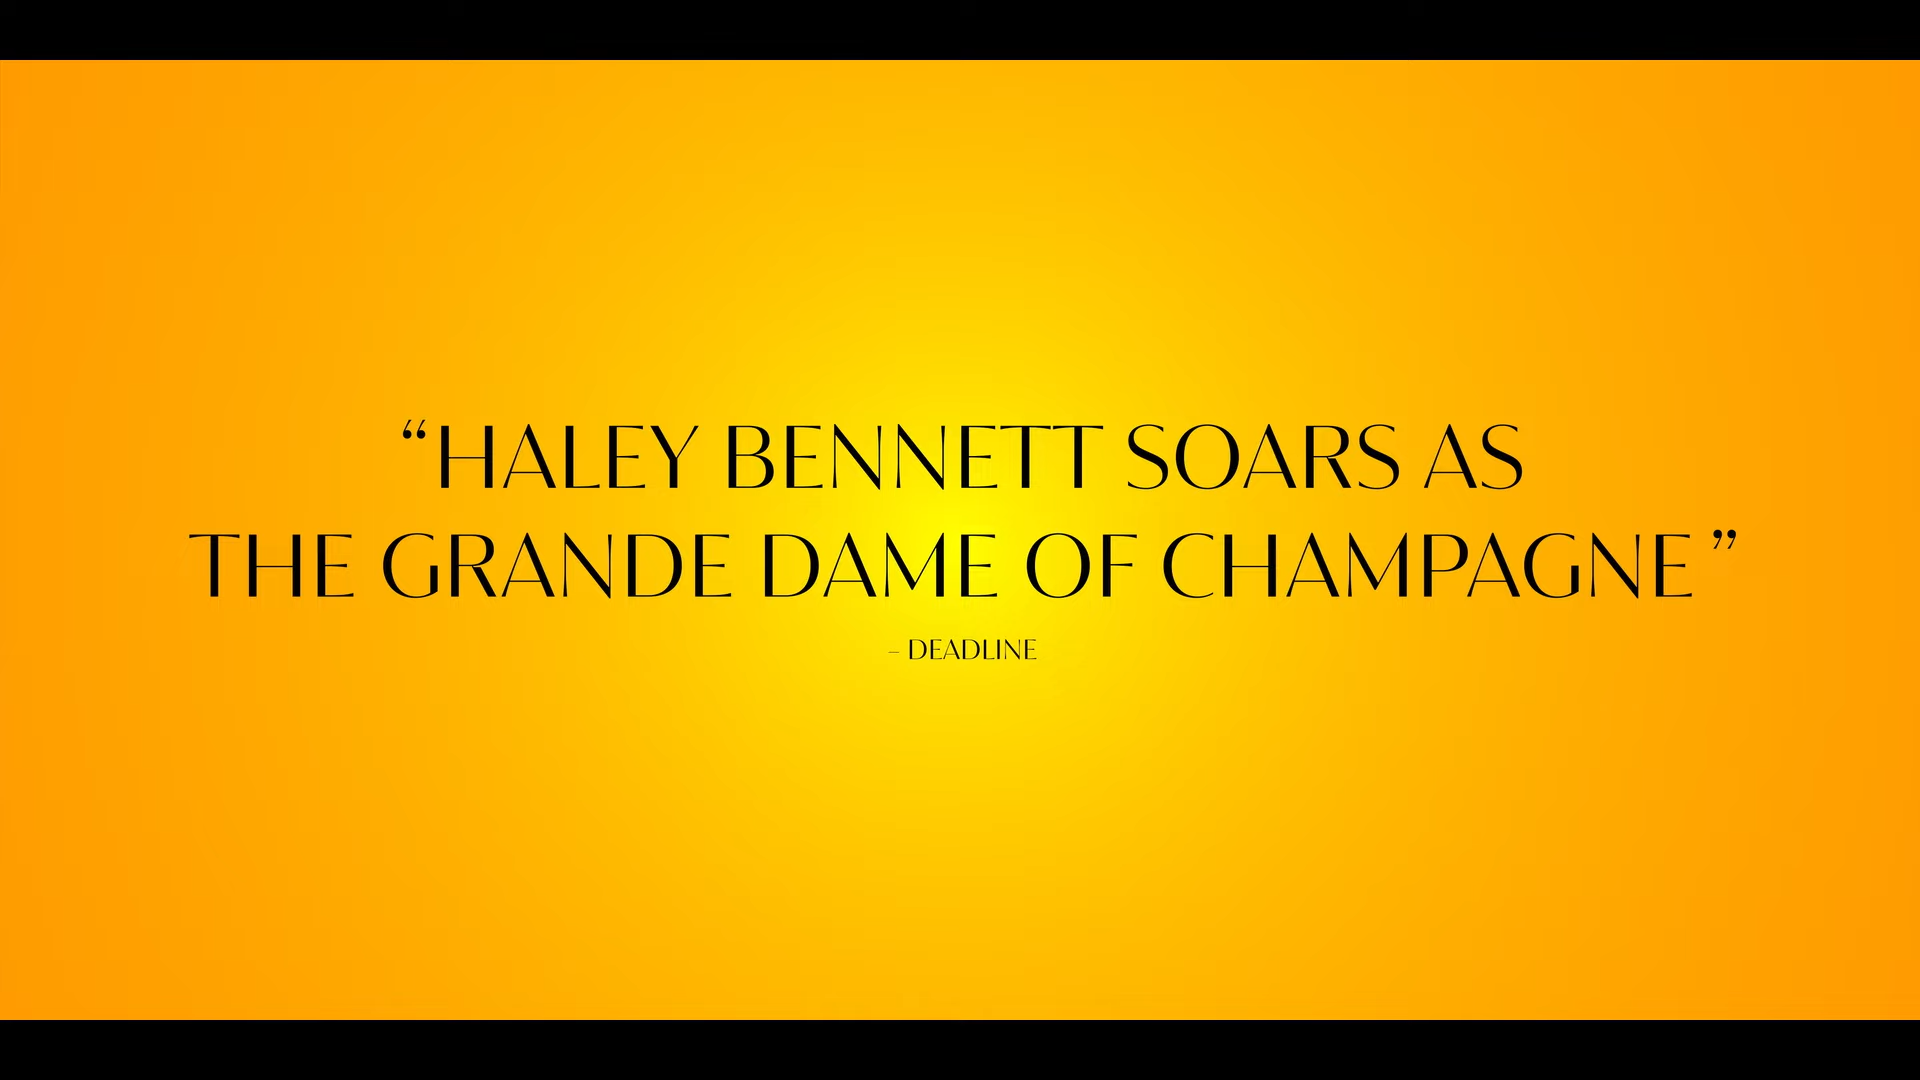 “HALEY BENNETT SOARS AS
THE GRANDE DAME OF CHAMPAGNE ”
– DEADLINE